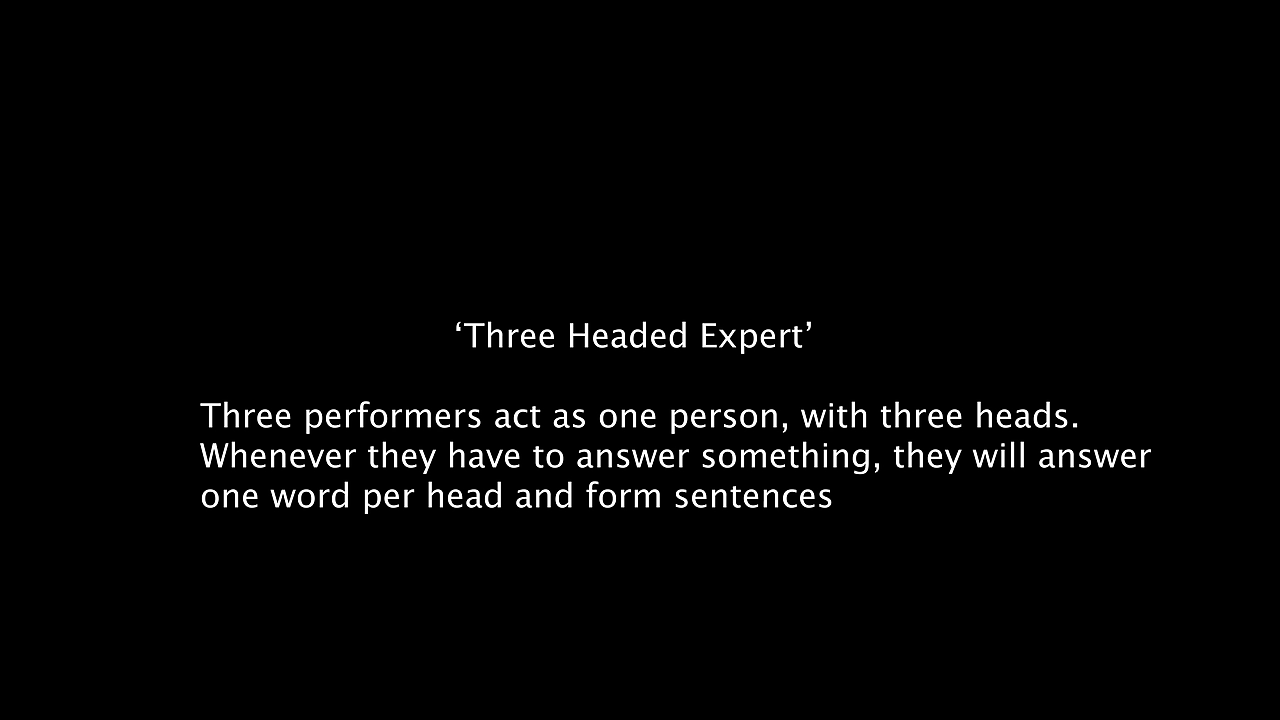 ‘Three Headed Expert’
Three performers act as one person, with three heads.
Whenever they have to answer something, they will answer
one word per head and form sentences